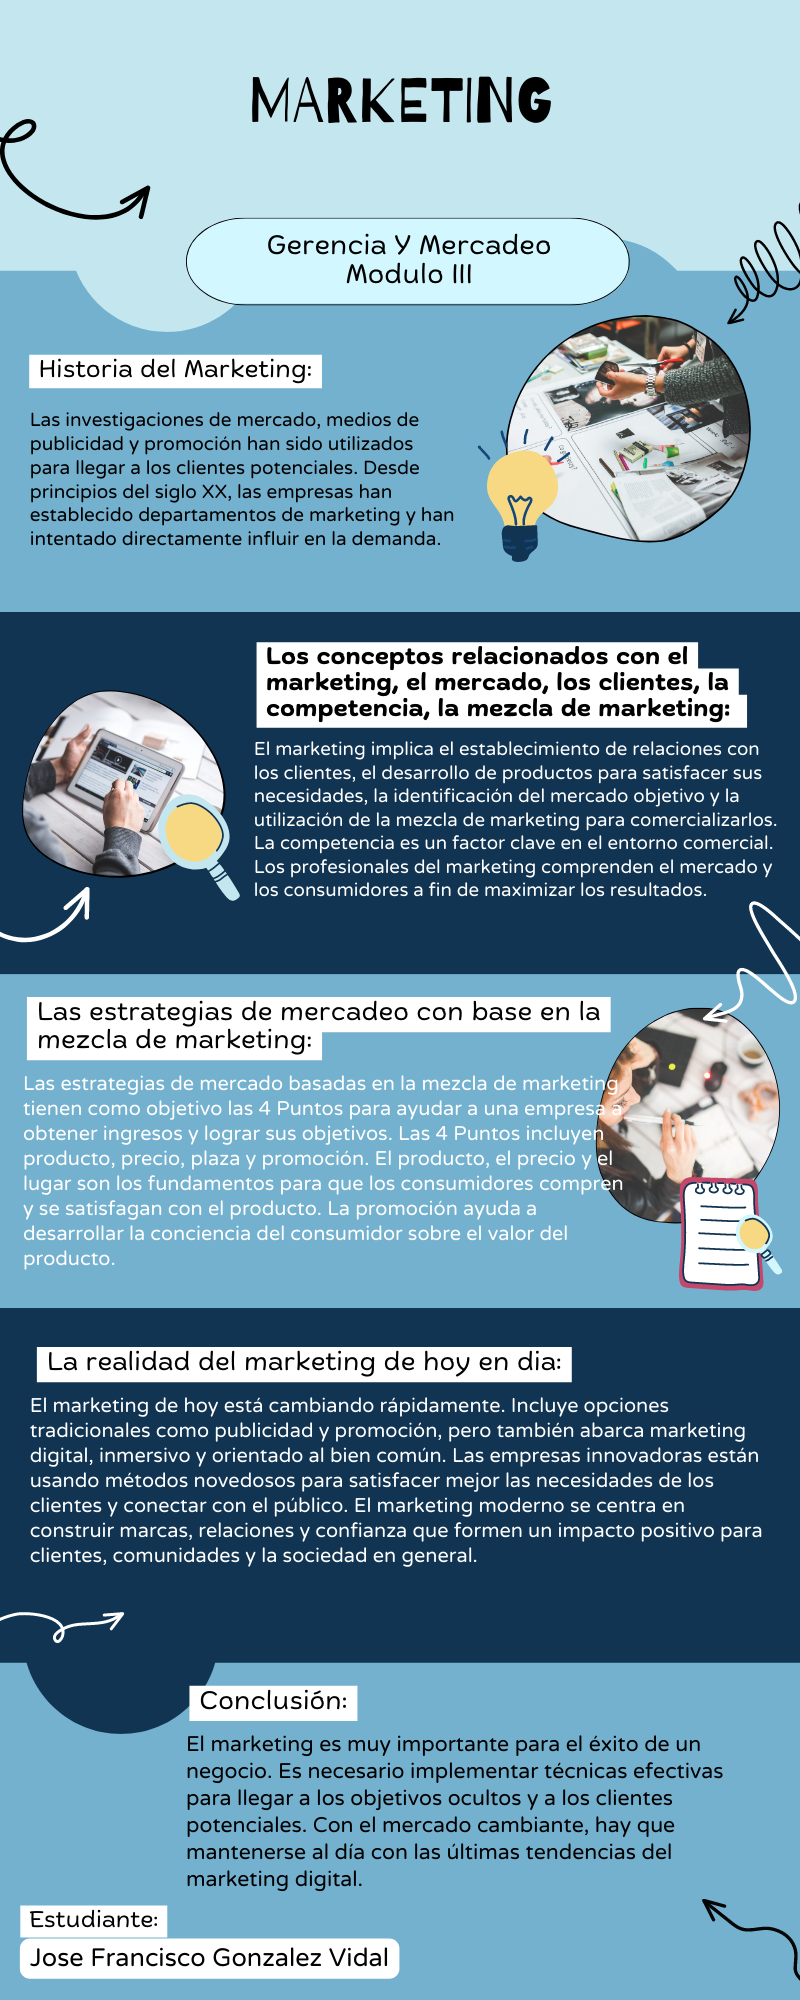 MARKETING
Gerencia Y Mercadeo
Modulo III
Historia del Marketing:
Las investigaciones de mercado, medios de
publicidad y promoción han sido utilizados
para llegar a los clientes potenciales. Desde
principios del siglo XX, las empresas han
establecido departamentos de marketing y han
intentado directamente influir en la demanda.
Los conceptos relacionados con el
marketing, el mercado, los clientes, la
competencia, la mezcla de marketing:
El marketing implica el establecimiento de relaciones con
los clientes, el desarrollo de productos para satisfacer sus
necesidades, la identificación del mercado objetivo y la
utilización de la mezcla de marketing para comercializarlos.
La competencia es un factor clave en el entorno comercial.
Los profesionales del marketing comprenden el mercado y
los consumidores a fin de maximizar los resultados.
Las estrategias de mercadeo con base en la
mezcla de marketing:
Las estrategias de mercado basadas en la mezcla de marketing
tienen como objetivo las 4 Puntos para ayudar a una empresa a
obtener ingresos y lograr sus objetivos. Las 4 Puntos incluyen
producto, precio, plaza y promoción. El producto, el precio y el
lugar son los fundamentos para que los consumidores compren
y se satisfagan con el producto. La promoción ayuda a
desarrollar la conciencia del consumidor sobre el valor del
producto.
La realidad del marketing de hoy en dia:
El marketing de hoy está cambiando rápidamente. Incluye opciones
tradicionales como publicidad y promoción, pero también abarca marketing
digital, inmersivo y orientado al bien común. Las empresas innovadoras están
usando métodos novedosos para satisfacer mejor las necesidades de los
clientes y conectar con el público. El marketing moderno se centra en
construir marcas, relaciones y confianza que formen un impacto positivo para
clientes, comunidades y la sociedad en general.
Conclusión:
El marketing es muy importante para el éxito de un
negocio. Es necesario implementar técnicas efectivas
para llegar a los objetivos ocultos y a los clientes
potenciales. Con el mercado cambiante, hay que
mantenerse al día con las últimas tendencias del
marketing digital.
Estudiante:
Jose Francisco Gonzalez Vidal